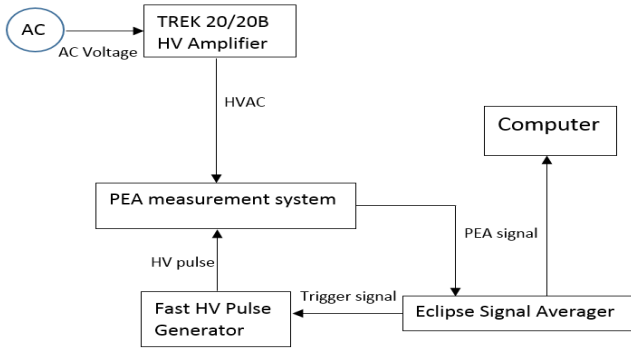 AC
AC Voltage
TREK 20/20B
HV Amplifier
HVAC
Computer
PEA measurement system
PEA signal
HV pulse
Trigger signal
Fast HV Pulse
Generator
Eclipse Signal Averager